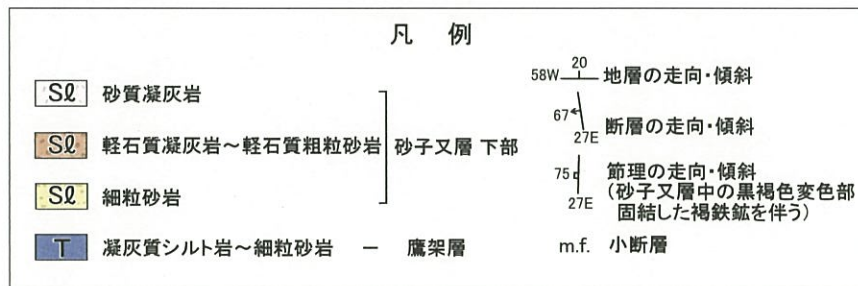 凡 例
Sℓ 砂質凝灰岩
Sℓ 軽石質凝灰岩~軽石質粗粒砂岩
Sℓ 細粒砂岩
砂子又層 下部
T 凝灰質シルト岩~細粒砂岩 — 鷹架層
58W 20 地層の走向・傾斜
67 27E 断層の走向・傾斜
75 27E 節理の走向・傾斜
(砂子又層中の黒褐色変色部
固結した褐鉄鉱を伴う)
m.f. 小断層